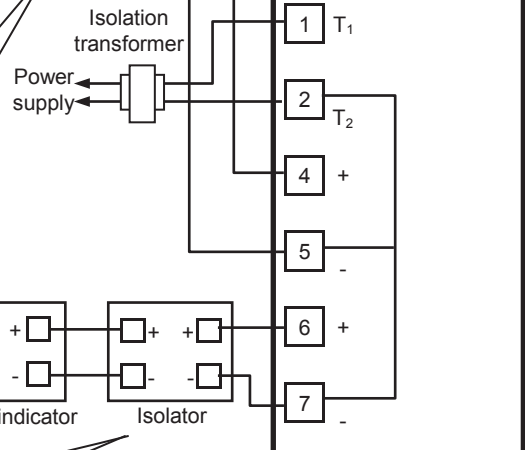 Isolation
transformer
Power
supply
1 T1
2
T2
4 +
5
-
+ + + 6 +
- - - 7
-
indicator
Isolator